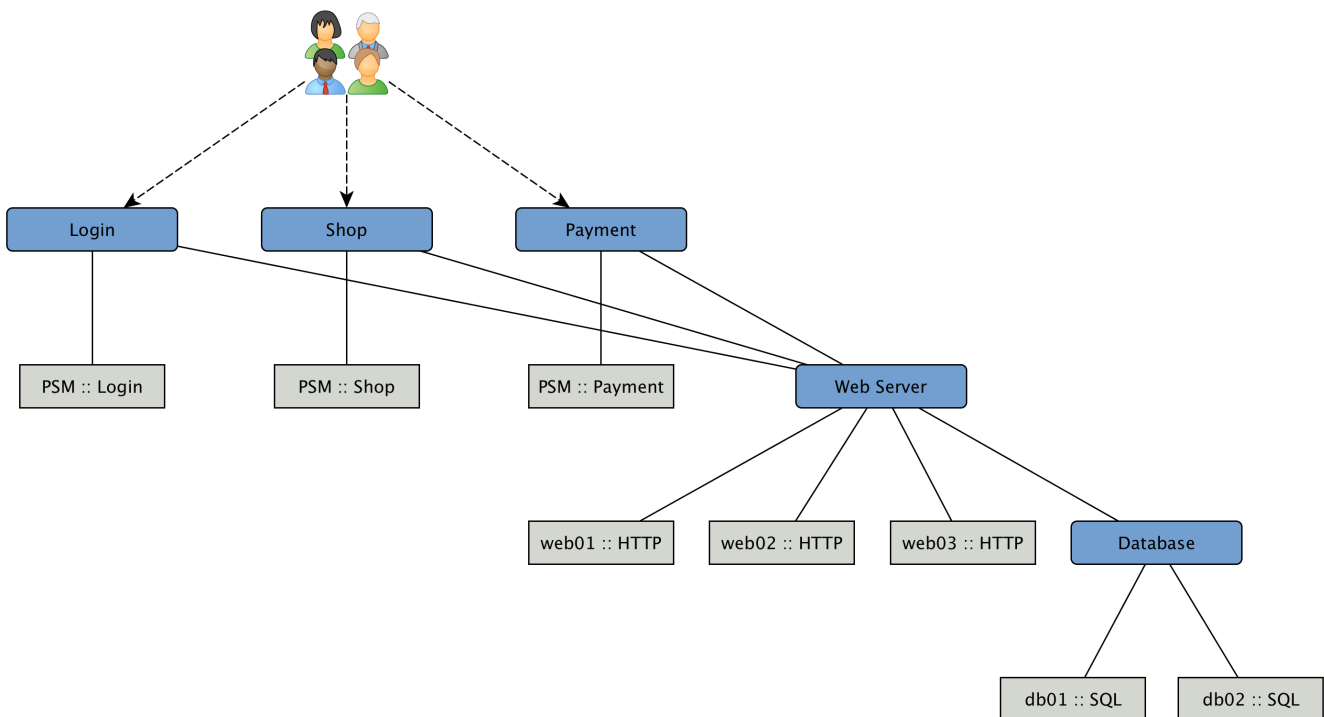 Login
Shop
Payment
PSM :: Login
PSM :: Shop
PSM :: Payment
Web Server
web01 :: HTTP
web02 :: HTTP
web03 :: HTTP
Database
db01 :: SQL
db02 :: SQL